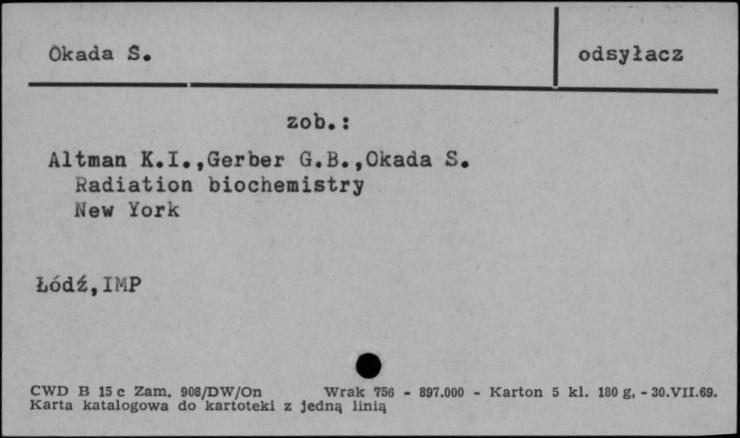 Okada S.
odsyłacz
zob.:
Altman K.I.,Gerber G.B.,Okada S.
Radiation biochemistry
New York
Łódź,IMP
CWD B 15 c Zam. 908/DW/On Wrak 756 - 897.000 - Karton 5 kl. 180 g, - 30.VII.69.
Karta katalogowa do kartoteki z jedną linią